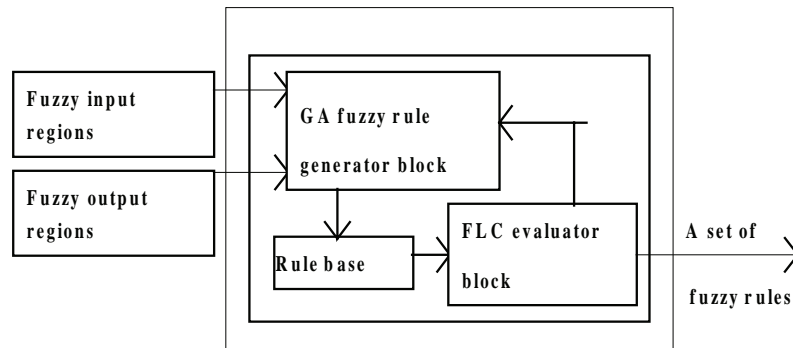 Fuzzy input
regions
Fuzzy output
regions
GA fuzzy rule
generator block
Rule base
FLC evaluator
block
A set of
fuzzy rules